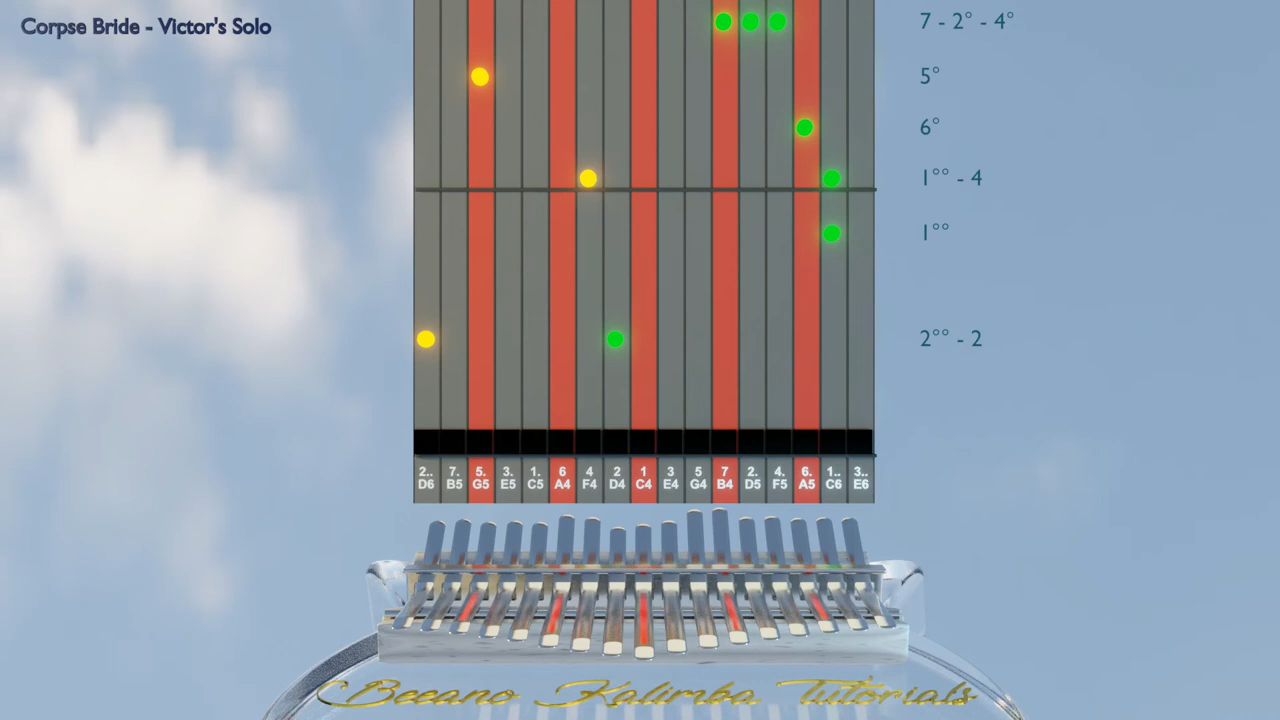 Corpse Bride - Victor's Solo
7 - 2° - 4°
5°
6°
1°° - 4
1°°
2°° - 2
2.. 7. 5. 3. 1. 6 4 2 1 3 5 7 2. 4. 6. 1.. 3..
D6 B5 G5 E5 C5 A4 F4 D4 C4 E4 G4 B4 D5 F5 A5 C6 E6
Beeano Kalimba Tutorials